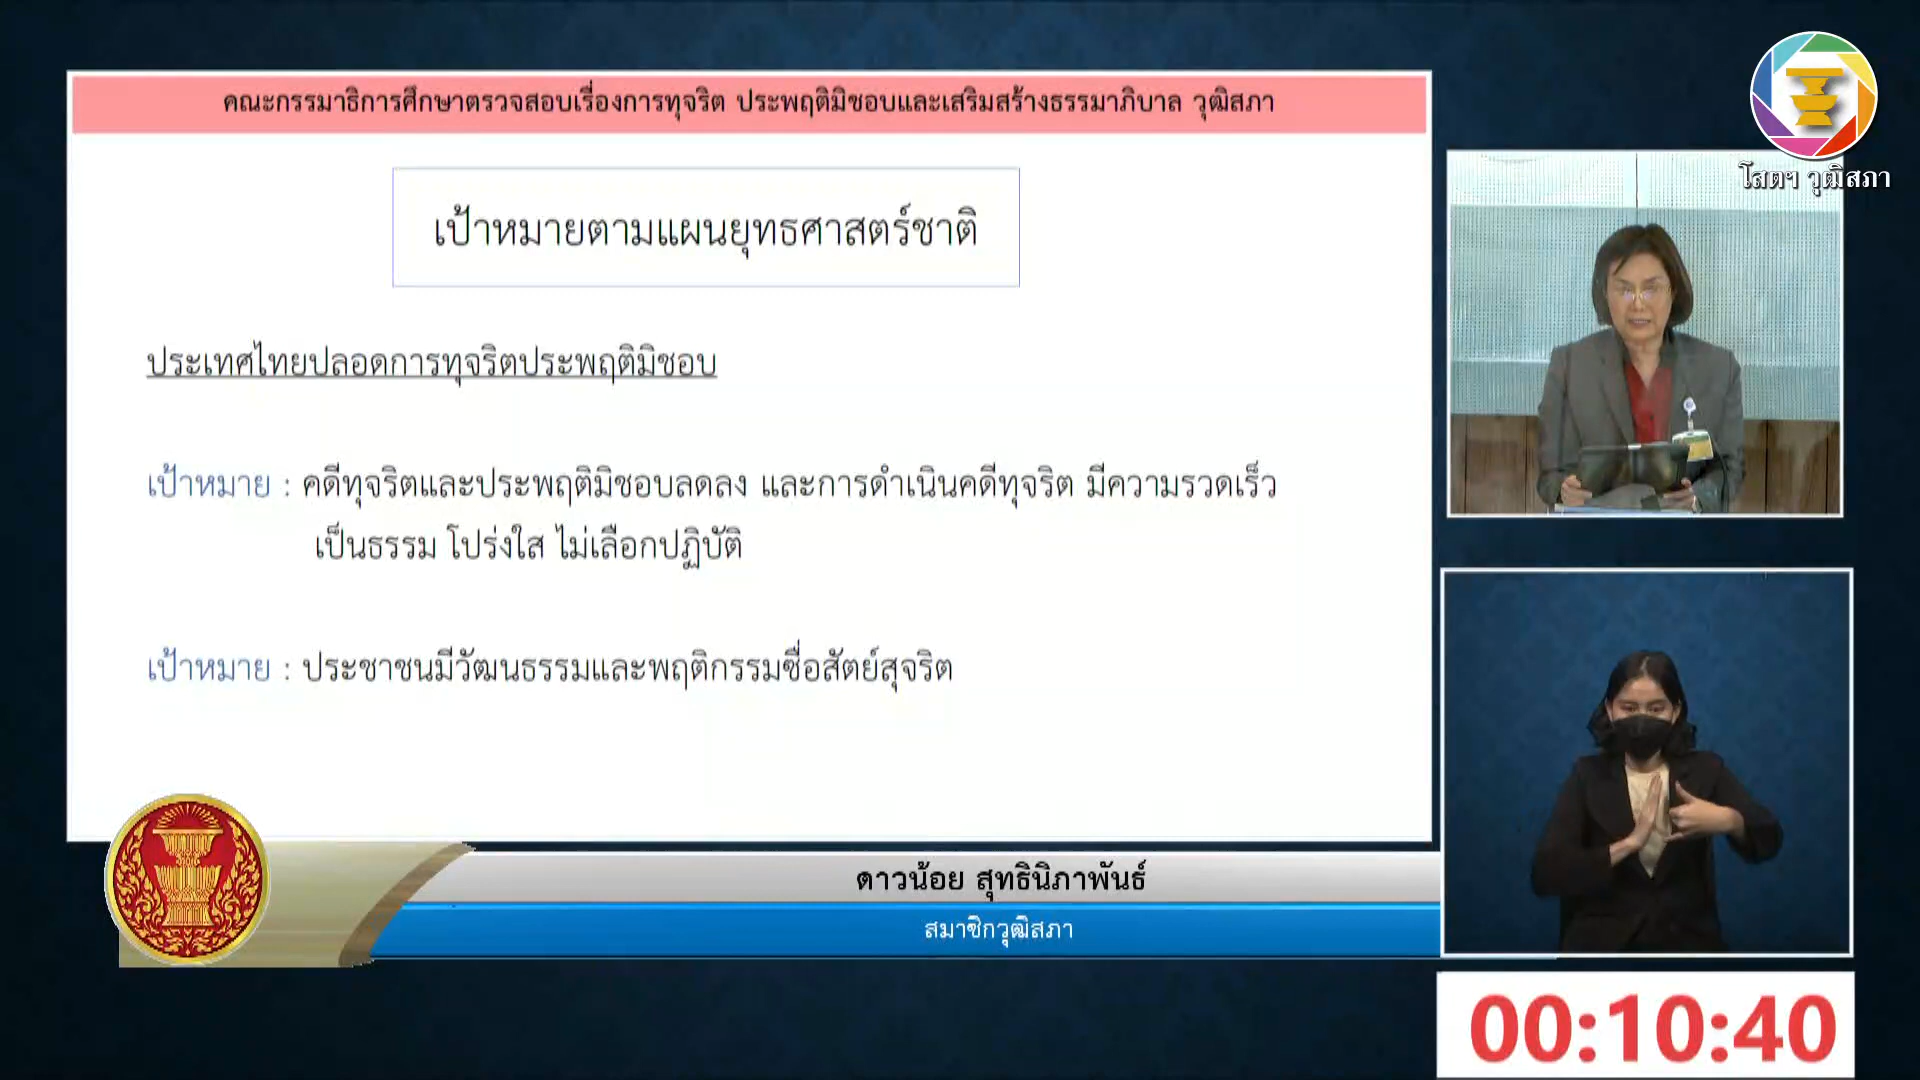 คณะกรรมาธิการศึกษาตรวจสอบเรื่องการทุจริต ประพฤติมิชอบและเสริมสร้างธรรมาภิบาล วุฒิสภา
โสตฯ วุฒิสภา
เป้าหมายตามแผนยุทธศาสตร์ชาติ
ประเทศไทยปลอดการทุจริตประพฤติมิชอบ
เป้าหมาย : คดีทุจริตและประพฤติมิชอบลดลง และการดำเนินคดีทุจริต มีความรวดเร็ว
เป็นธรรม โปร่งใส ไม่เลือกปฏิบัติ
เป้าหมาย : ประชาชนมีวัฒนธรรมและพฤติกรรมซื่อสัตย์สุจริต
ดาวน้อย สุทธินิภาพันธ์
สมาชิกวุฒิสภา
00:10:40